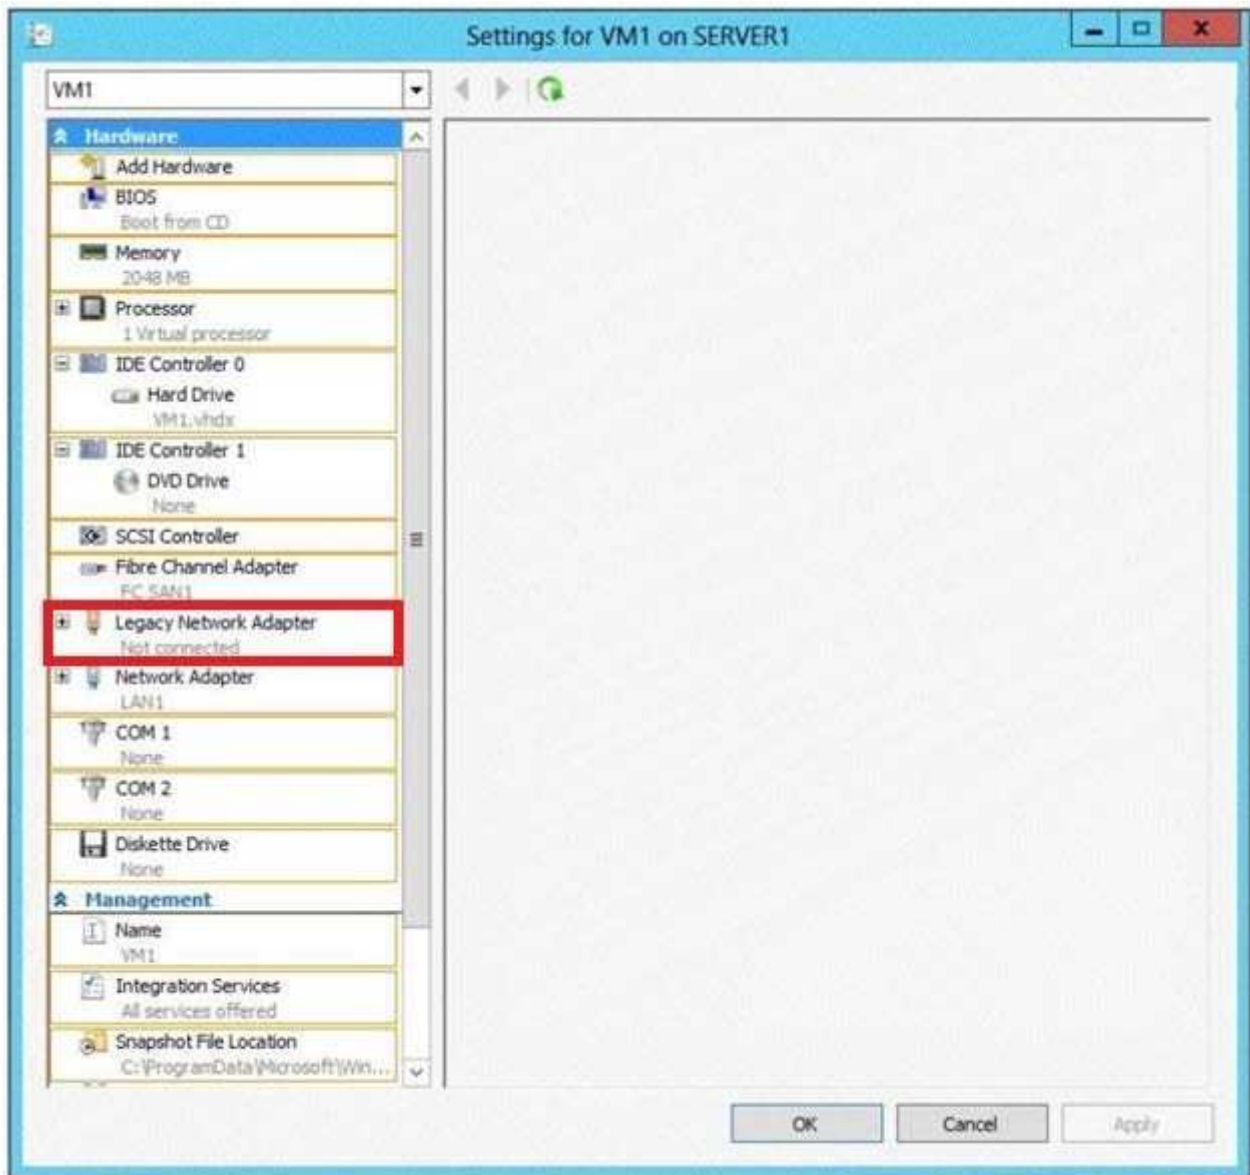 Settings for VM1 on SERVER1
VM1
Hardware
Add Hardware
BIOS
Boot from CD
Memory
2048 MB
Processor
1 Virtual processor
IDE Controller 0
Hard Drive
VM1.vhdx
IDE Controller 1
DVD Drive
None
SCSI Controller
Fibre Channel Adapter
FC SAN1
Legacy Network Adapter
Not connected
Network Adapter
LAN1
COM 1
None
COM 2
None
Diskette Drive
None
Management
Name
VM1
Integration Services
All services offered
Snapshot File Location
C:\ProgramData\Microsoft\Win...
OK Cancel Apply